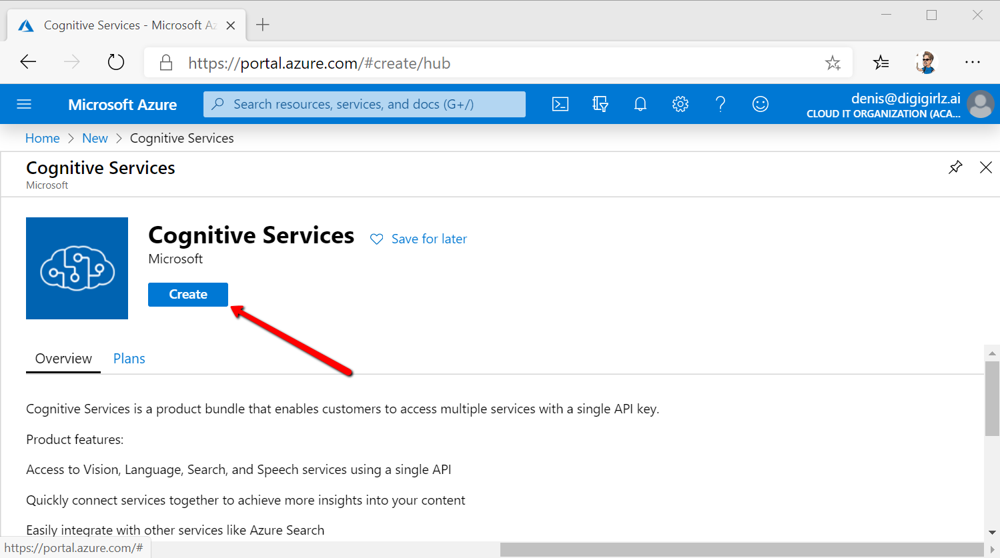 Cognitive Services - Microsoft Az
https://portal.azure.com/#create/hub
Microsoft Azure
Search resources, services, and docs (G+/)
denis@digigirlz.ai
CLOUD IT ORGANIZATION (ACA...
Home > New > Cognitive Services
Cognitive Services
Microsoft
Cognitive Services
Save for later
Microsoft
Create
Overview
Plans
Cognitive Services is a product bundle that enables customers to access multiple services with a single API key.
Product features:
Access to Vision, Language, Search, and Speech services using a single API
Quickly connect services together to achieve more insights into your content
Easily integrate with other services like Azure Search
https://portal.azure.com/#